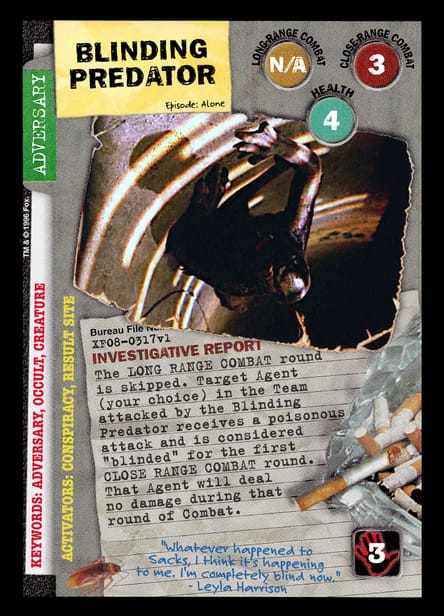 BLINDING
PREDATOR
Episode: Alone
LONG-RANGE COMBAT
N/A
CLOSE-RANGE COMBAT
3
HEALTH
4
ADVERSARY
TM & © 1996 Fox.
KEYWORDS: ADVERSARY, OCCULT, CREATURE
ACTIVATORS: CONSPIRACY, RESULT SITE
Bureau File
XF08-0317v1
INVESTIGATIVE REPORT
The LONG RANGE COMBAT round
is skipped. Target Agent
(your choice) in the Team
attacked by the Blinding
Predator receives a poisonous
attack and is considered
"blinded" for the first
CLOSE RANGE COMBAT round.
That Agent will deal
no damage during that
round of Combat.
3
"Whatever happened to
Sacks, I think it's happening
to me. I'm completely blind now."
- Leyla Harrison